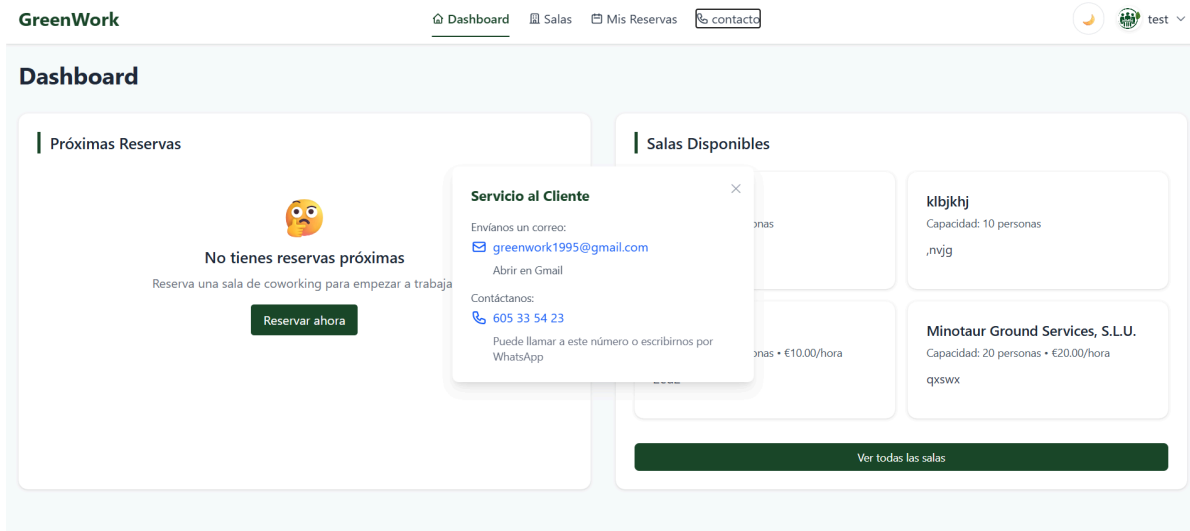 GreenWork
Dashboard
Salas
Mis Reservas
contacto
test
Dashboard
Próximas Reservas
No tienes reservas próximas
Reserva una sala de coworking para empezar a trabaja
Reservar ahora
Servicio al Cliente
Envíanos un correo:
greenwork1995@gmail.com
Abrir en Gmail
Contáctanos:
605 33 54 23
Puede llamar a este número o escribirnos por
WhatsApp
Salas Disponibles
klbjkhj
Capacidad: 10 personas
,nvjg
onas • €10.00/hora
Minotaur Ground Services, S.L.U.
Capacidad: 20 personas • €20.00/hora
qxswx
Ver todas las salas